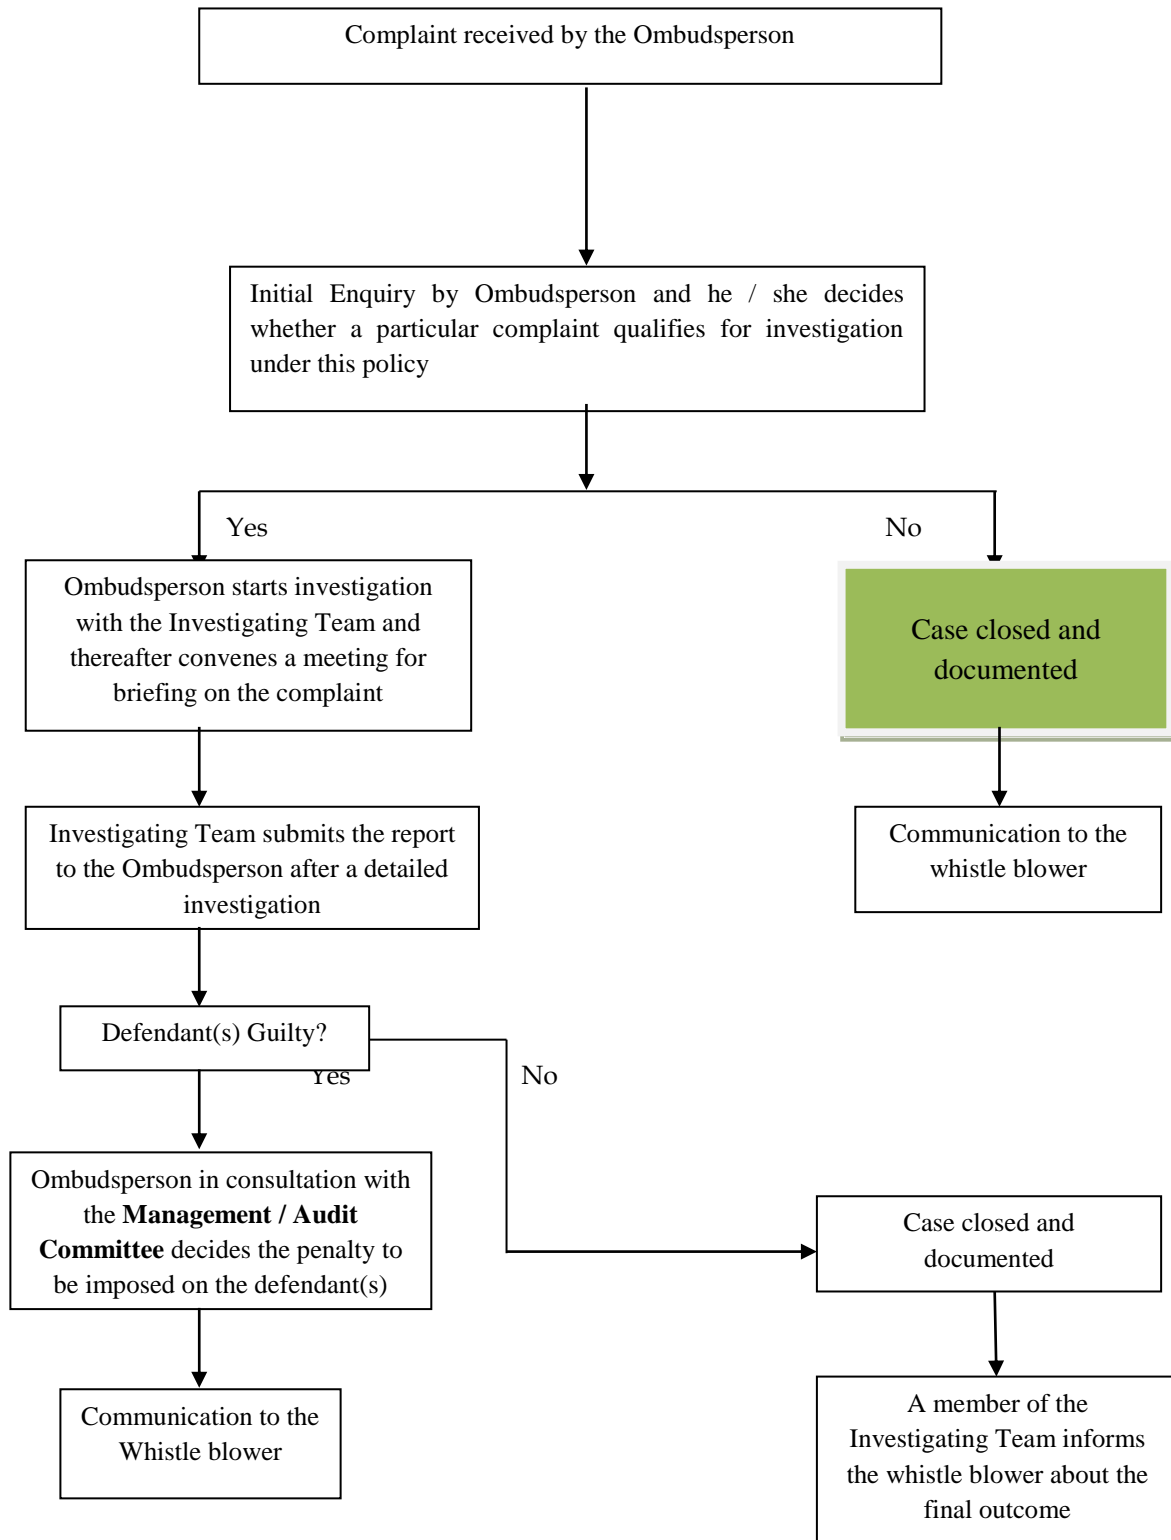 Complaint received by the Ombudsperson
Initial Enquiry by Ombudsperson and he / she decides
whether a particular complaint qualifies for investigation
under this policy
Yes
No
Ombudsperson starts investigation
with the Investigating Team and
thereafter convenes a meeting for
briefing on the complaint
Case closed and
documented
Investigating Team submits the report
to the Ombudsperson after a detailed
investigation
Communication to the
whistle blower
Defendant(s) Guilty?
Yes
No
Ombudsperson in consultation with
the Management / Audit
Committee decides the penalty to
be imposed on the defendant(s)
Case closed and
documented
Communication to the
Whistle blower
A member of the
Investigating Team informs
the whistle blower about the
final outcome